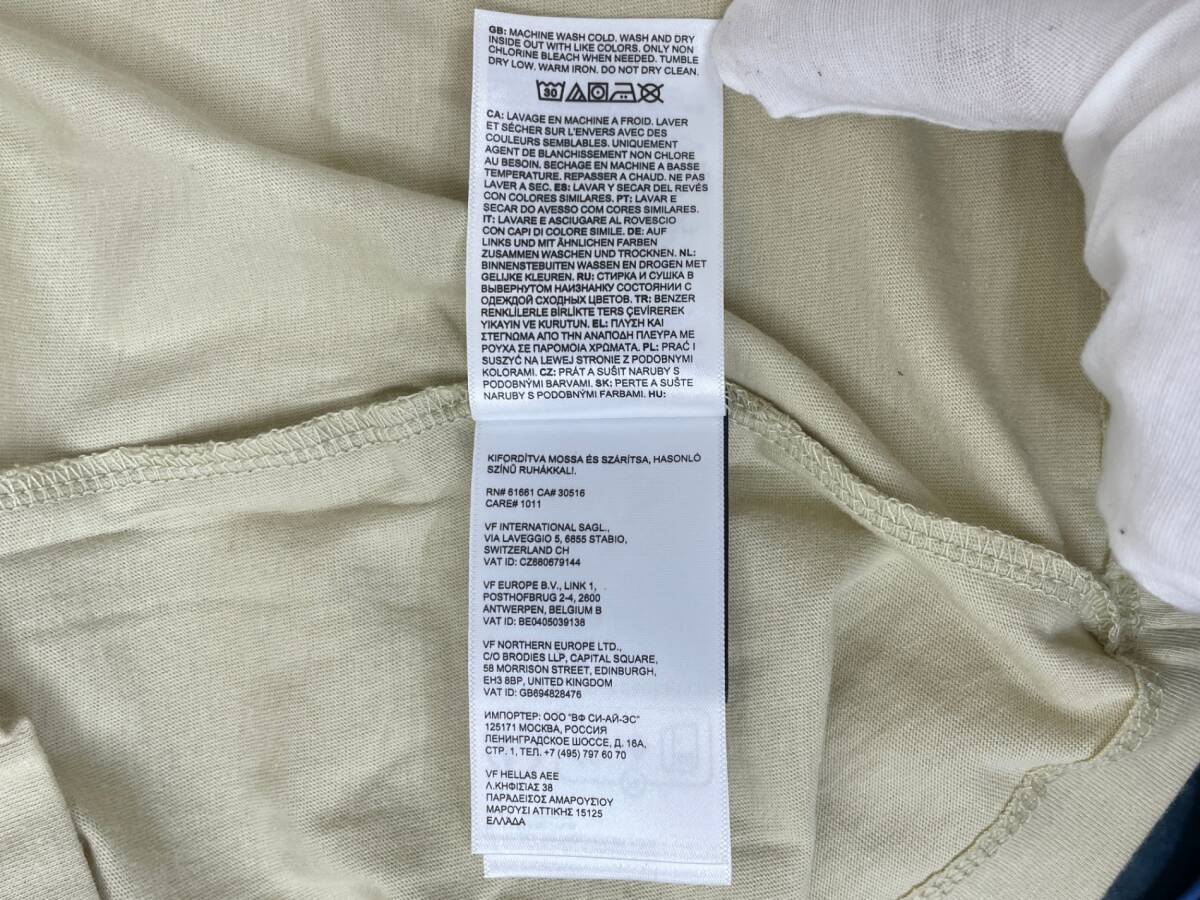 GB: MACHINE WASH COLD. WASH AND DRY
INSIDE OUT WITH LIKE COLORS. ONLY NON
CHLORINE BLEACH WHEN NEEDED. TUMBLE
DRY LOW. WARM IRON. DO NOT DRY CLEAN.
30
CA: LAVAGE EN MACHINE A FROID. LAVER
ET SÉCHER SUR L'ENVERS AVEC DES
COULEURS SEMBLABLES. UNIQUEMENT
AGENT DE BLANCHISSEMENT NON CHLORE
AU BESOIN. SECHAGE EN MACHINE A BASSE
TEMPERATURE. REPASSER A CHAUD. NE PAS
LAVER A SEC. ES: LAVAR Y SECAR DEL REVÉS
CON COLORES SIMILARES. PT: LAVAR E
SECAR DO AVESSO COM CORES SIMILARES.
IT: LAVARE E ASCIUGARE AL ROVESCIO
CON CAPI DI COLORE SIMILE. DE: AUF
LINKS UND MIT ÄHNLICHEN FARBEN
ZUSAMMEN WASCHEN UND TROCKNEN. NL:
BINNENSTEBUITEN WASSEN EN DROGEN MET
GELIJKE KLEUREN. RU: СТИРКА И СУШКА В
ВЫВЕРНУТОМ НАИЗНАНКУ СОСТОЯНИИ С
ОДЕЖДОЙ СХОДНЫХ ЦВЕТОВ. TR: BENZER
RENKLİLERLE BİRLİKTE TERS ÇEVİREREK
YIKAYIN VE KURUTUN. EL: ΠΛΥΣΗ ΚΑΙ
ΣΤΕΓΝΩΜΑ ΑΠΟ ΤΗΝ ΑΝΑΠΟΔΗ ΠΛΕΥΡΑ ΜΕ
ΡΟΥΧΑ ΣΕ ΠΑΡΟΜΟΙΑ ΧΡΩΜΑΤΑ. PL: PRAĆ I
SUSZYĆ NA LEWEJ STRONIE Z PODOBNYMI
KOLORAMI. CZ: PRÁT A SUŠIT NARUBY S
PODOBNÝMI BARVAMI. SK: PERTE A SUŠTE
NARUBY S PODOBNÝMI FARBAMI. HU:
KIFORDÍTVA MOSSA ÉS SZÁRÍTSA, HASONLÓ
SZÍNŰ RUHÁKKAL!.
RN# 61661 CA# 30516
CARE# 1011
VF INTERNATIONAL SAGL.,
VIA LAVEGGIO 5, 6855 STABIO,
SWITZERLAND CH
VAT ID: CZ680679144
VF EUROPE B.V., LINK 1,
POSTHOFBRUG 2-4, 2600
ANTWERPEN, BELGIUM B
VAT ID: BE0405039138
VF NORTHERN EUROPE LTD.,
C/O BRODIES LLP, CAPITAL SQUARE,
58 MORRISON STREET, EDINBURGH,
EH3 8BP, UNITED KINGDOM
VAT ID: GB694828476
ИМПОРТЕР: ООО "ВФ СИ-АЙ-ЭС"
125171 МОСКВА, РОССИЯ
ЛЕНИНГРАДСКОЕ ШОССЕ, Д. 16А,
СТР. 1, ТЕЛ. +7 (495) 797 60 70
VF HELLAS AEE
Λ.ΚΗΦΙΣΙΑΣ 38
ΠΑΡΆΔΕΙΣΟΣ ΑΜΑΡΟΥΣΊΟΥ
ΜΑΡΟΎΣΙ ΑΤΤΙΚΉΣ 15125
ΕΛΛΆΔΑ